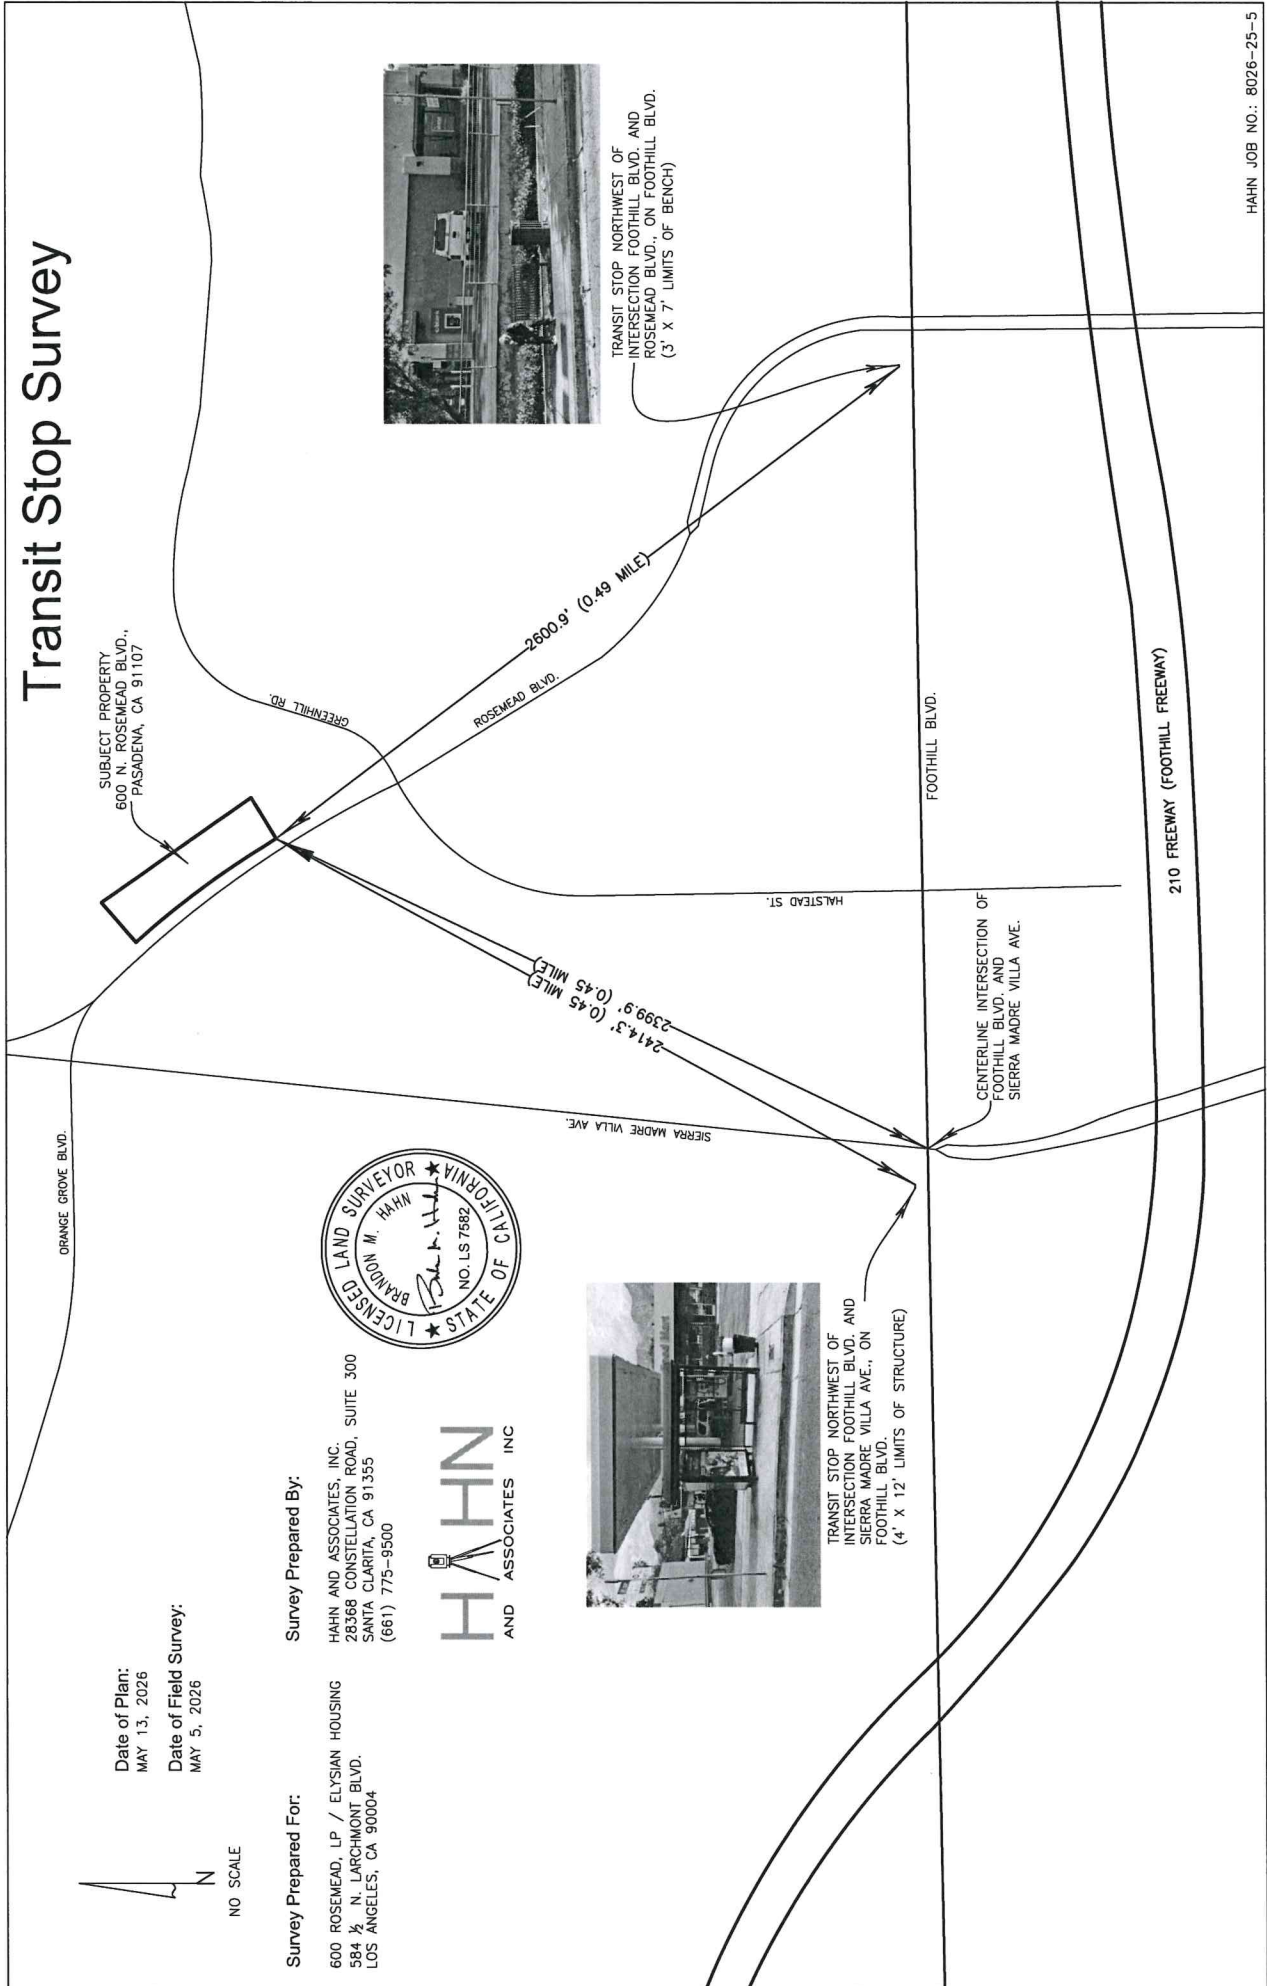 Transit Stop Survey
Date of Plan:
MAY 13, 2026
Date of Field Survey:
MAY 5, 2026
N
NO SCALE
Survey Prepared For:
600 ROSEMEAD, LP / ELYSIAN HOUSING
584 ½ N. LARCHMONT BLVD.
LOS ANGELES, CA 90004
Survey Prepared By:
HAHN AND ASSOCIATES, INC.
28368 CONSTELLATION ROAD, SUITE 300
SANTA CLARITA, CA 91355
(661) 775-9500
HAHN
AND ASSOCIATES INC
LICENSED LAND SURVEYOR
BRANDON M. HAHN
NO. LS 7582
STATE OF CALIFORNIA
ORANGE GROVE BLVD.
SUBJECT PROPERTY
600 N. ROSEMEAD BLVD.,
PASADENA, CA 91107
GREENHILL RD.
ROSEMEAD BLVD.
2600.9' (0.49 MILE)
2399.9' (0.45 MILE)
2414.3' (0.45 MILE)
SIERRA MADRE VILLA AVE.
HALSTEAD ST.
FOOTHILL BLVD.
TRANSIT STOP NORTHWEST OF
INTERSECTION FOOTHILL BLVD. AND
ROSEMEAD BLVD., ON FOOTHILL BLVD.
(3' X 7' LIMITS OF BENCH)
TRANSIT STOP NORTHWEST OF
INTERSECTION FOOTHILL BLVD. AND
SIERRA MADRE VILLA AVE., ON
FOOTHILL BLVD.
(4' X 12' LIMITS OF STRUCTURE)
CENTERLINE INTERSECTION OF
FOOTHILL BLVD. AND
SIERRA MADRE VILLA AVE.
210 FREEWAY (FOOTHILL FREEWAY)
HAHN JOB NO.: 8026-25-5